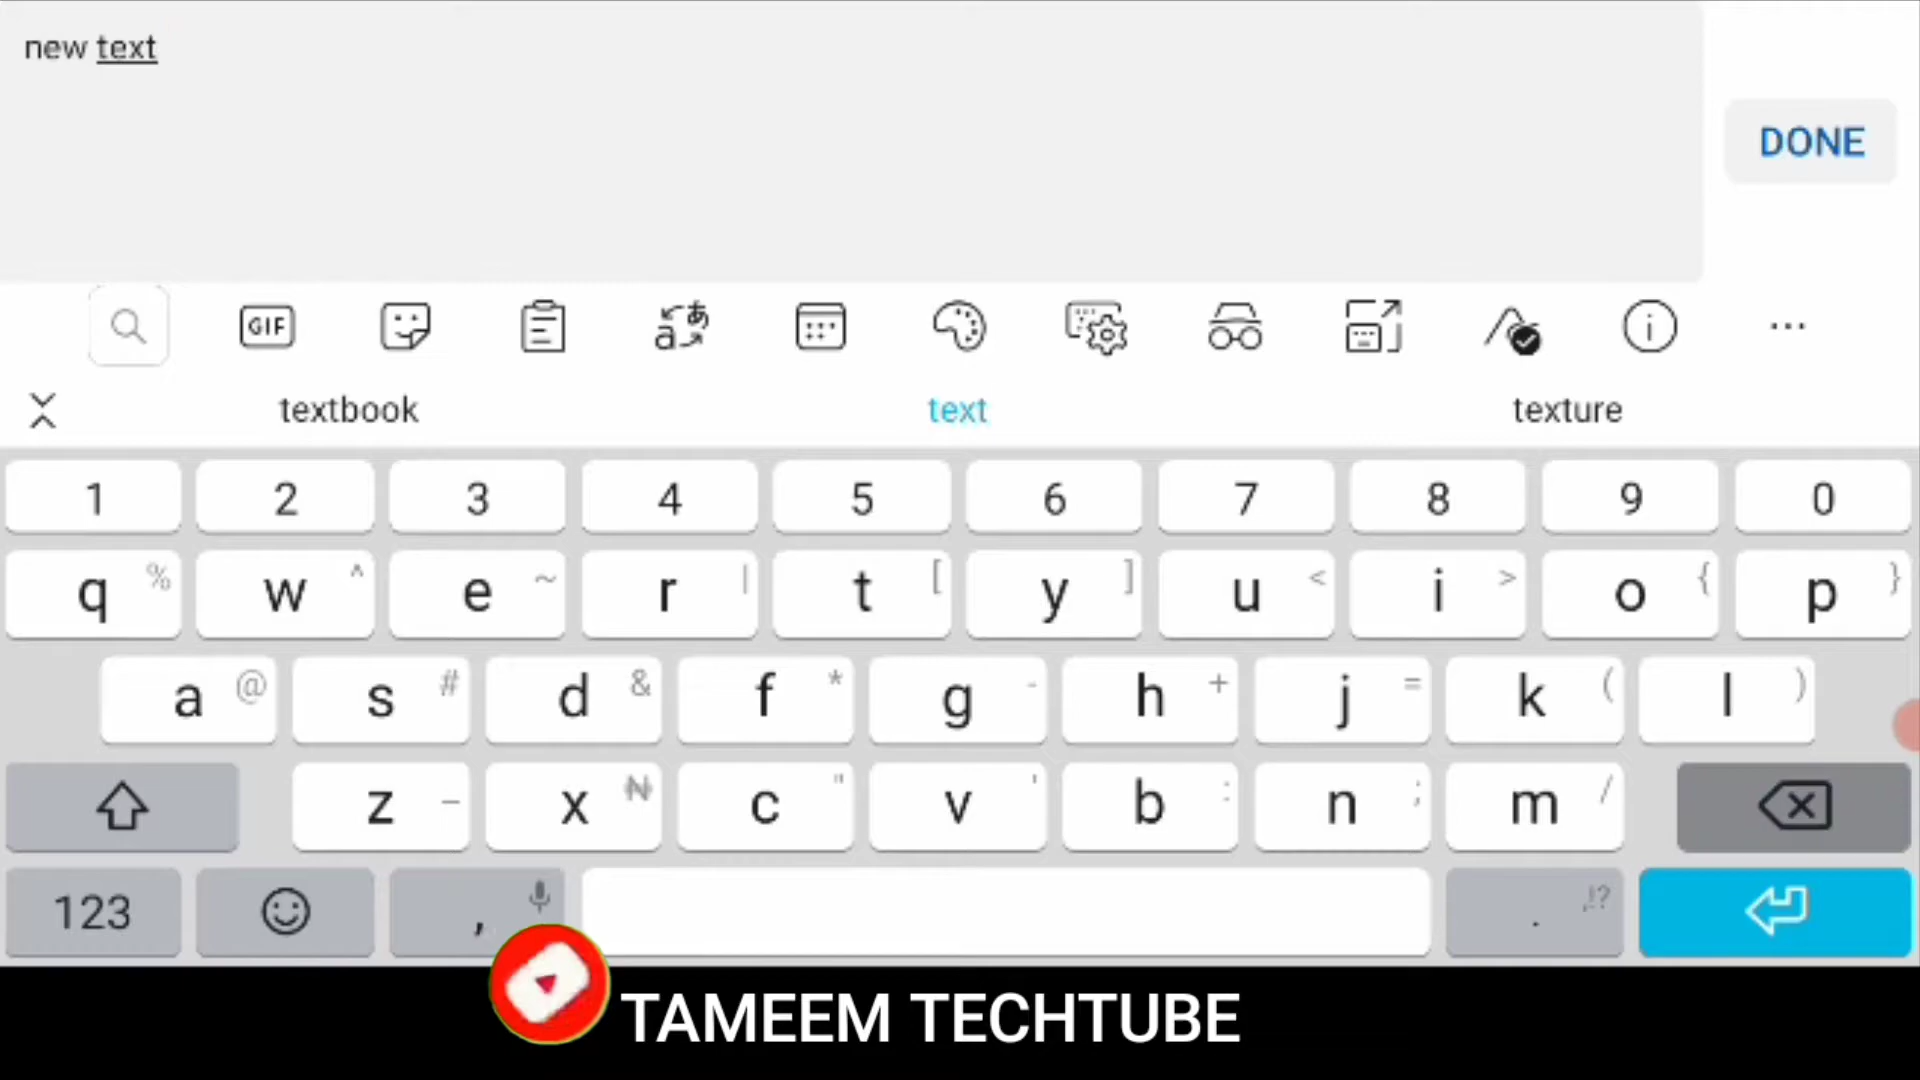 new text
DONE
GIF
a あ
textbook text texture
1 2 3 4 5 6 7 8 9 0
q % w ^ e ~ r | t [ y ] u < i > o { p }
a @ s # d & f * g - h + j = k ( l )
z _ x ₦ c " v ' b : n ; m /
123 , . ,!?
TAMEEM TECHTUBE